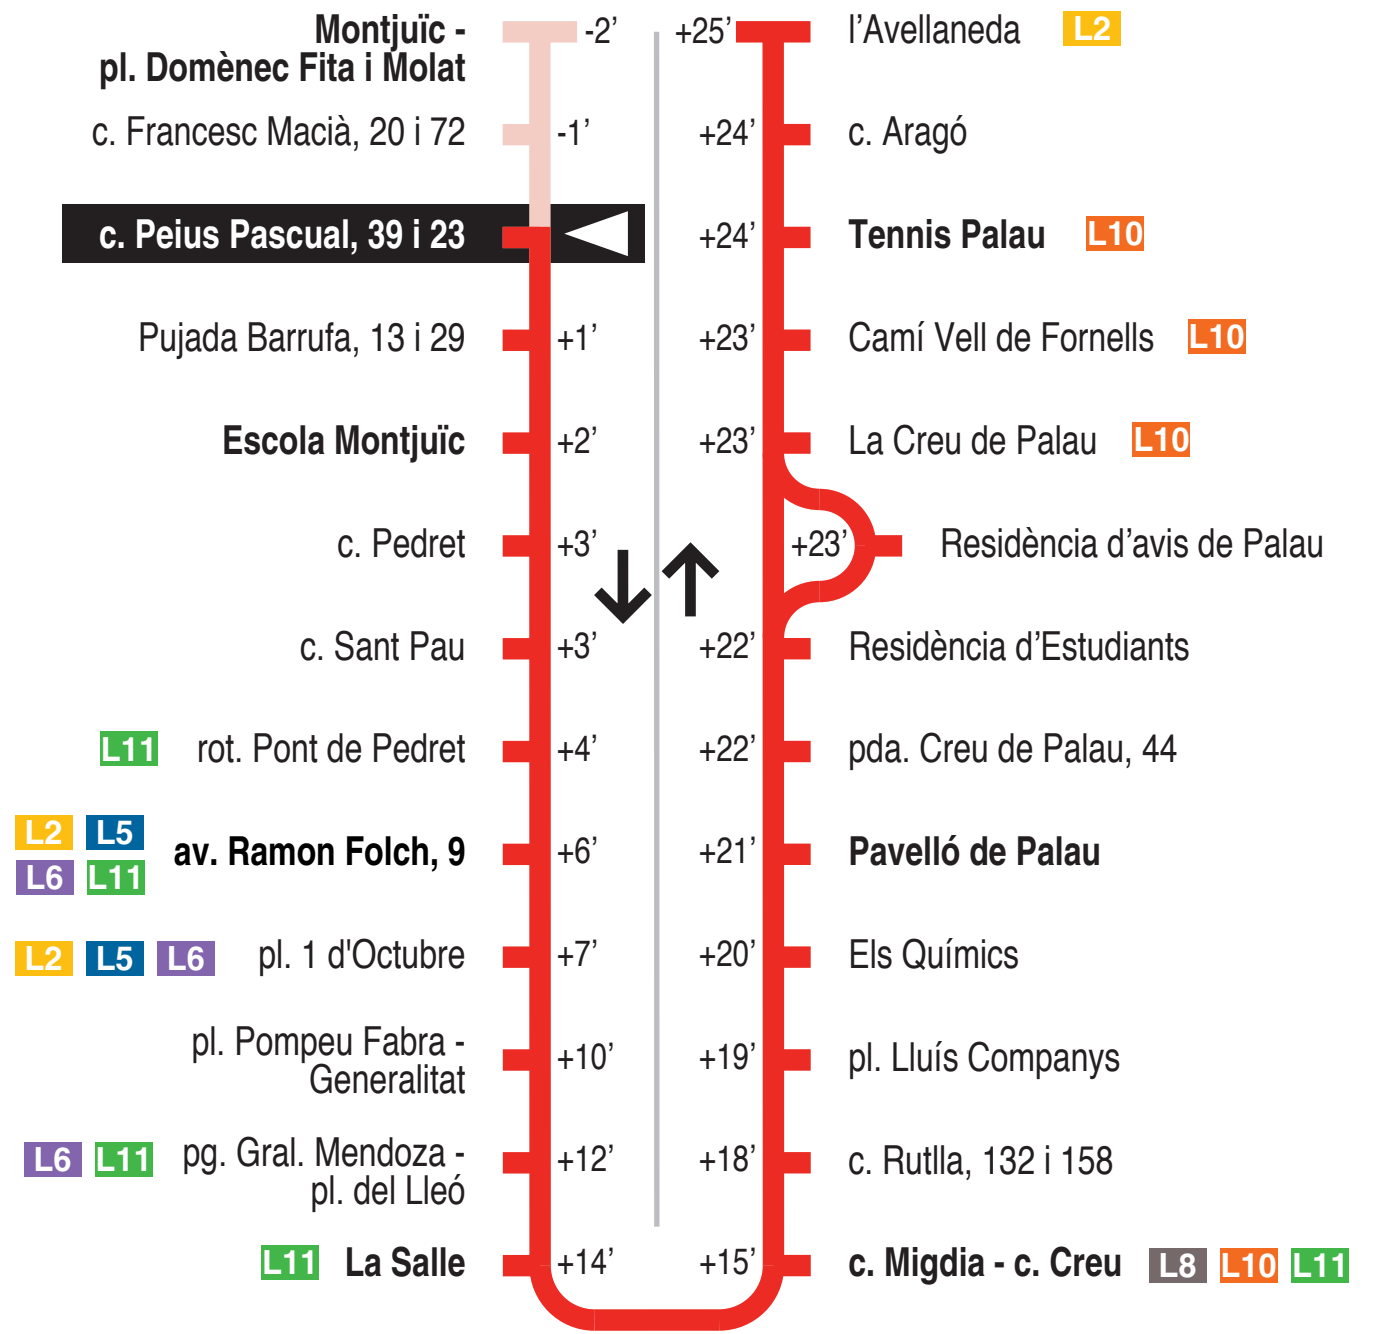 Montjuïc -
pl. Domènec Fita i Molat
-2’
c. Francesc Macià, 20 i 72
-1’
c. Peius Pascual, 39 i 23
Pujada Barrufa, 13 i 29
+1’
Escola Montjuïc
+2’
c. Pedret
+3’
c. Sant Pau
+3’
L11
rot. Pont de Pedret
+4’
L2 L5
L6 L11
av. Ramon Folch, 9
+6’
L2 L5 L6
pl. 1 d'Octubre
+7’
pl. Pompeu Fabra -
Generalitat
+10’
L6 L11
pg. Gral. Mendoza -
pl. del Lleó
+12’
L11
La Salle
+14’
+25’
l’Avellaneda
L2
+24’
c. Aragó
+24’
Tennis Palau
L10
+23’
Camí Vell de Fornells
L10
+23’
La Creu de Palau
L10
+23’
Residència d’avis de Palau
+22’
Residència d’Estudiants
+22’
pda. Creu de Palau, 44
+21’
Pavelló de Palau
+20’
Els Químics
+19’
pl. Lluís Companys
+18’
c. Rutlla, 132 i 158
+15’
c. Migdia - c. Creu
L8 L10 L11